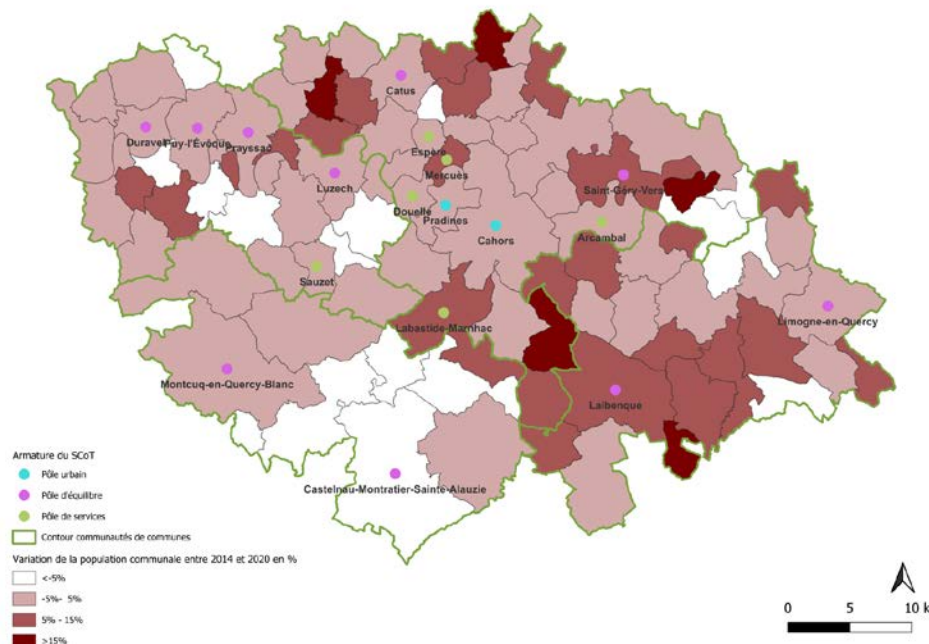 Catus
Duravel
Puy-l'Évêque
Prayssac
Espère
Mercuès
Luzech
Saint-Géry-Vers
Douelle
Pradines
Cahors
Arcambal
Sauzet
Labastide-Marnhac
Limogne-en-Quercy
Montcuq-en-Quercy-Blanc
Lalbenque
Castelnau-Montratier-Sainte-Alauzie
Armature du SCoT
Pôle urbain
Pôle d'équilibre
Pôle de services
Contour communautés de communes
Variation de la population communale entre 2014 et 2020 en %
<-5%
-5%- 5%
5% - 15%
>15%
0 5 10 k